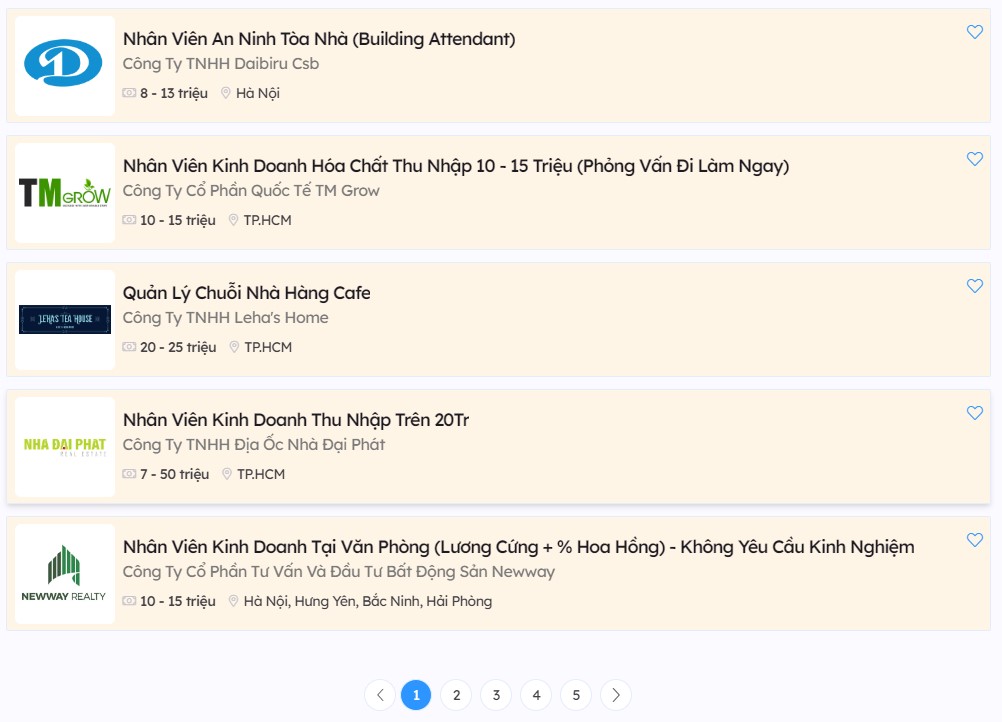 Nhân Viên An Ninh Tòa Nhà (Building Attendant)
Công Ty TNHH Daibiru Csb
8 - 13 triệu Hà Nội
TM GROW
Nhân Viên Kinh Doanh Hóa Chất Thu Nhập 10 - 15 Triệu (Phỏng Vấn Đi Làm Ngay)
Công Ty Cổ Phần Quốc Tế TM Grow
10 - 15 triệu TP.HCM
LEHA'S TEA HOUSE
Quản Lý Chuỗi Nhà Hàng Cafe
Công Ty TNHH Leha's Home
20 - 25 triệu TP.HCM
NHA ĐẠI PHAT
REAL ESTATE
Nhân Viên Kinh Doanh Thu Nhập Trên 20Tr
Công Ty TNHH Địa Ốc Nhà Đại Phát
7 - 50 triệu TP.HCM
NEWWAY REALTY
Nhân Viên Kinh Doanh Tại Văn Phòng (Lương Cứng + % Hoa Hồng) - Không Yêu Cầu Kinh Nghiệm
Công Ty Cổ Phần Tư Vấn Và Đầu Tư Bất Động Sản Newway
10 - 15 triệu Hà Nội, Hưng Yên, Bắc Ninh, Hải Phòng
1 2 3 4 5